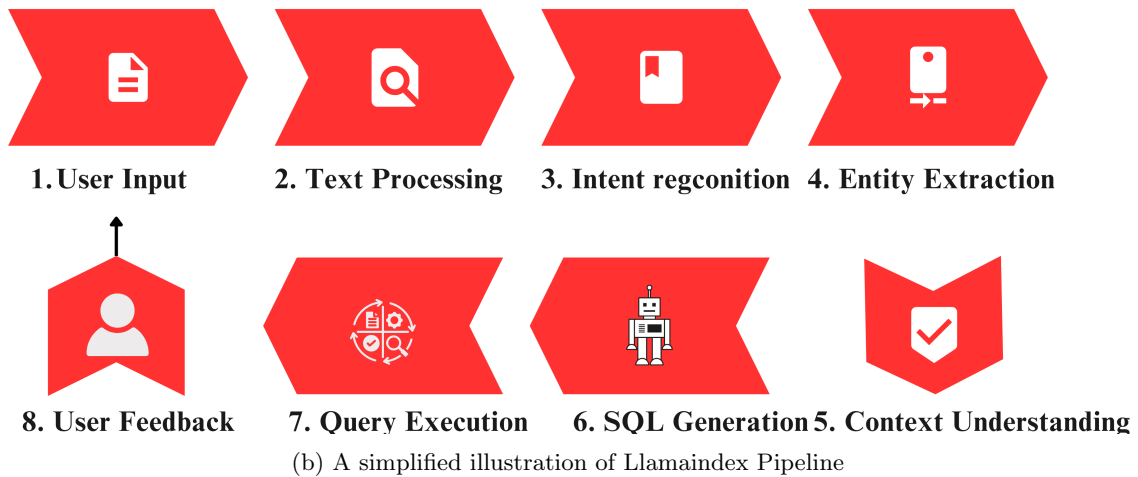 1. User Input
2. Text Processing
3. Intent regconition
4. Entity Extraction
8. User Feedback
7. Query Execution
6. SQL Generation
5. Context Understanding
(b) A simplified illustration of Llamaindex Pipeline